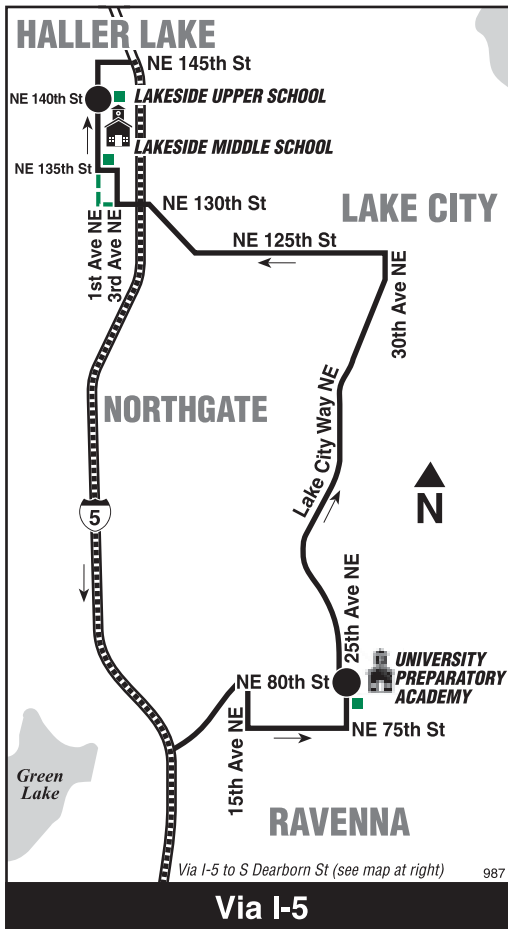 HALLER LAKE
NE 145th St
NE 140th St
LAKESIDE UPPER SCHOOL
LAKESIDE MIDDLE SCHOOL
NE 135th St
NE 130th St
LAKE CITY
1st Ave NE
3rd Ave NE
NE 125th St
30th Ave NE
NORTHGATE
Lake City Way NE
5
N
25th Ave NE
NE 80th St
UNIVERSITY
PREPARATORY
ACADEMY
15th Ave NE
NE 75th St
Green
Lake
RAVENNA
Via I-5 to S Dearborn St (see map at right)
987
Via I-5